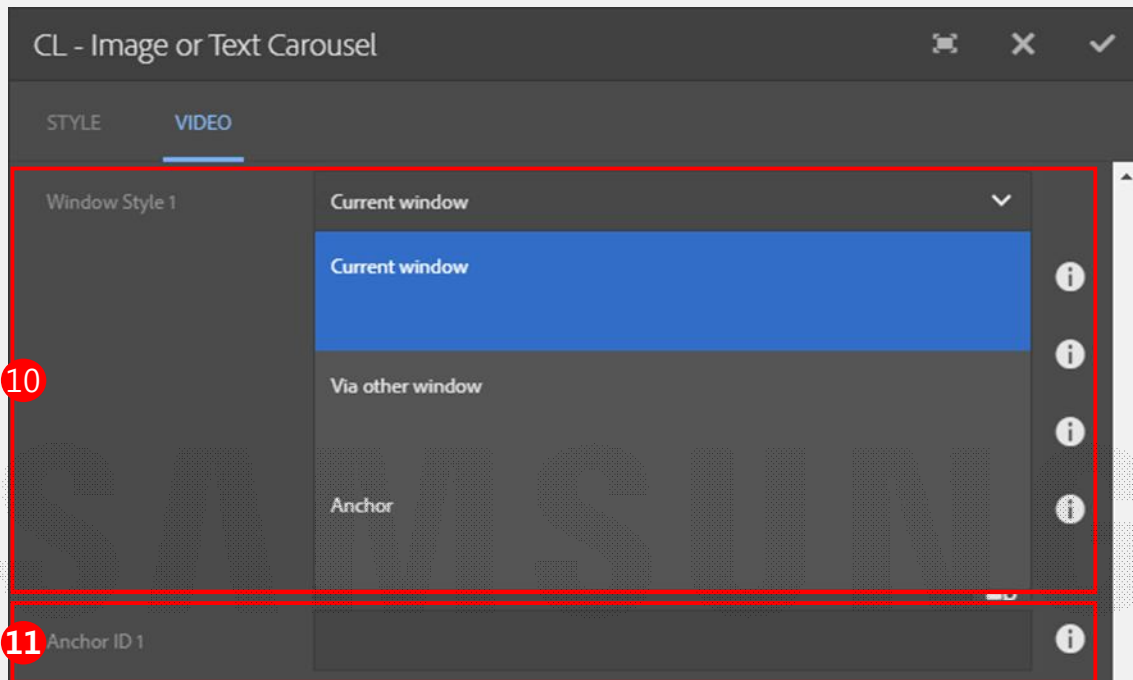 CL - Image or Text Carousel
STYLE VIDEO
Window Style 1 Current window
Current window
Via other window
Anchor
10
SAMSUNG
11 Anchor ID 1